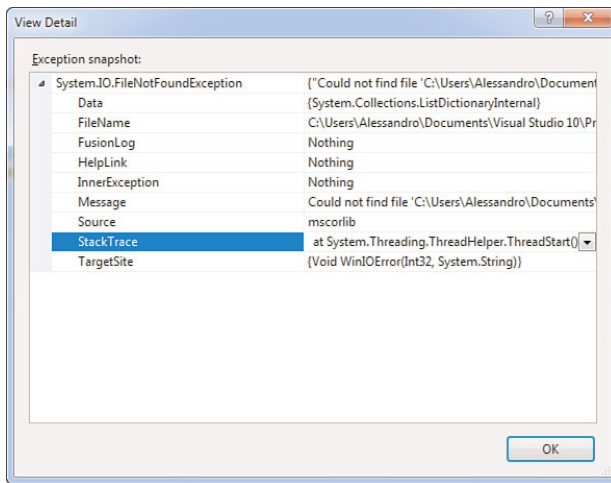 View Detail
Exception snapshot:
System.IO.FileNotFoundException {"Could not find file 'C:\Users\Alessandro\Document
Data {System.Collections.ListDictionaryInternal}
FileName C:\Users\Alessandro\Documents\Visual Studio 10\Pr
FusionLog Nothing
HelpLink Nothing
InnerException Nothing
Message Could not find file 'C:\Users\Alessandro\Documents\
Source mscorlib
StackTrace at System.Threading.ThreadHelper.ThreadStart()
TargetSite {Void WinIOError(Int32, System.String)}
OK